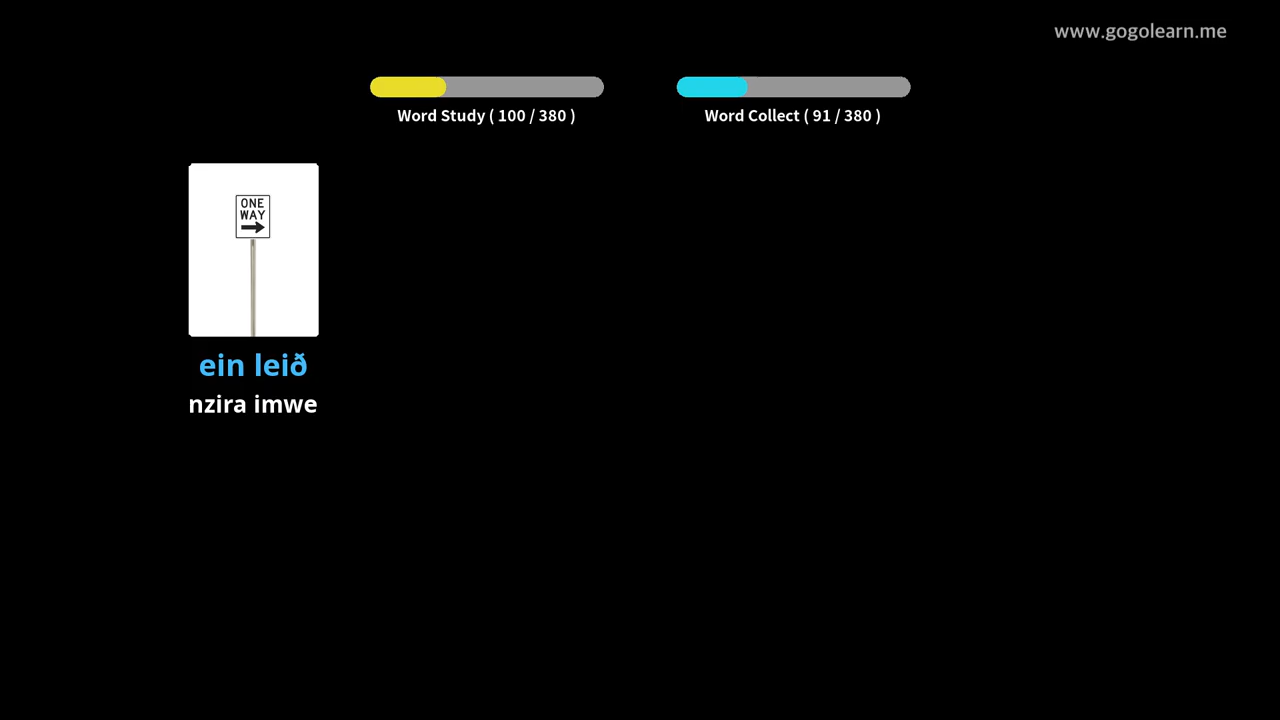 www.gogolearn.me
Word Study ( 100 / 380 )
Word Collect ( 91 / 380 )
ONE
WAY
ein leið
nzira imwe